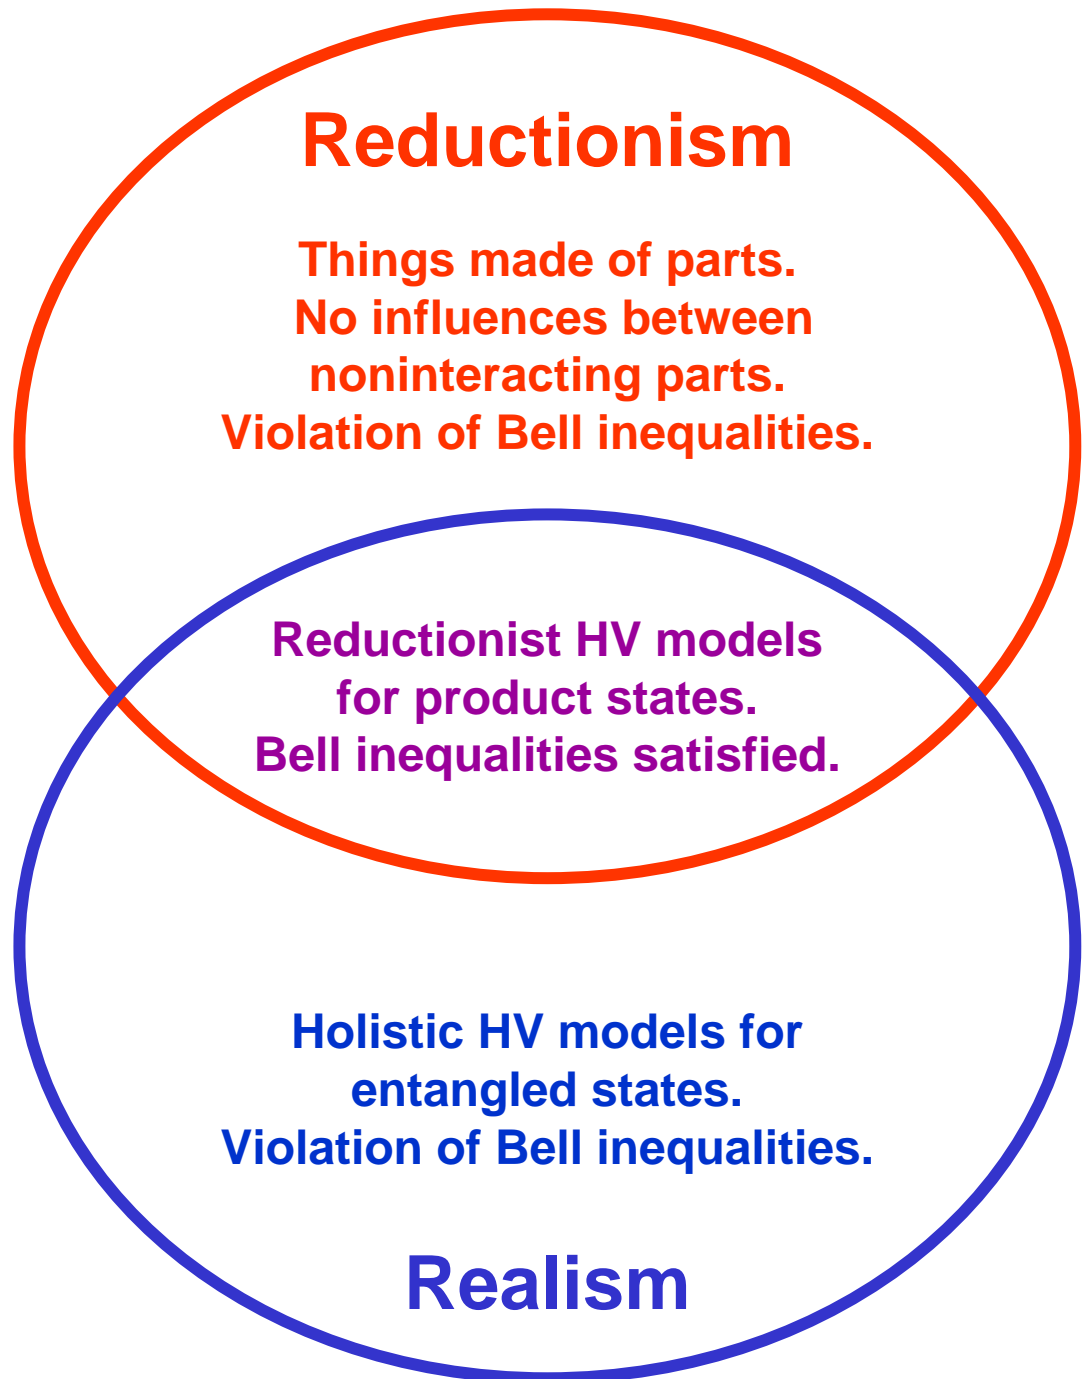 Reductionism
Things made of parts.
No influences between
noninteracting parts.
Violation of Bell inequalities.
Reductionist HV models
for product states.
Bell inequalities satisfied.
Holistic HV models for
entangled states.
Violation of Bell inequalities.
Realism